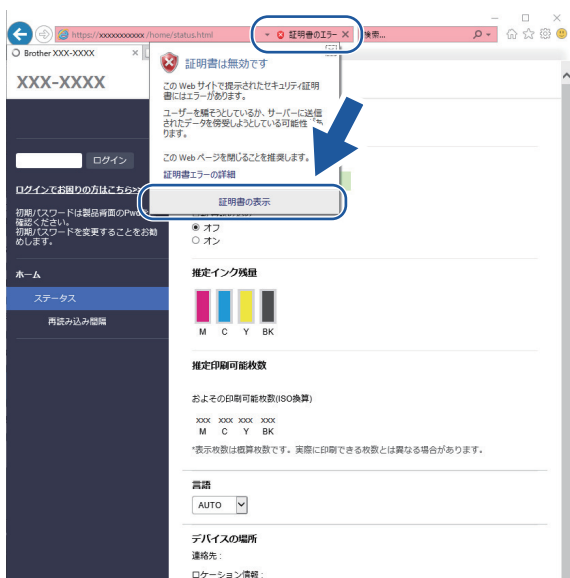 https://xxxxxxxxxx/home/status.html
証明書のエラー
検索...
Brother XXX-XXXX
証明書は無効です
XXX-XXXX
この Web サイトで提示されたセキュリティ証明
書にはエラーがあります。
ユーザーを騙そうとしているか、サーバーに送信
されたデータを傍受しようとしている可能性
ります。
この Web ページを閉じることを推奨します。
ログイン
証明書エラーの詳細
ログインでお困りの方はこちら>>
証明書の表示
初期パスワードは製品背面のPwd
確認ください。
初期パスワードを変更することをお勧
めします。
オフ
オン
ホーム
推定インク残量
ステータス
再読み込み間隔
M C Y BK
推定印刷可能枚数
およその印刷可能枚数(ISO換算)
xxx xxx xxx xxx
M C Y BK
*表示枚数は概算枚数です。実際に印刷できる枚数とは異なる場合があります。
言語
AUTO
デバイスの場所
連絡先 :
ロケーション情報 :